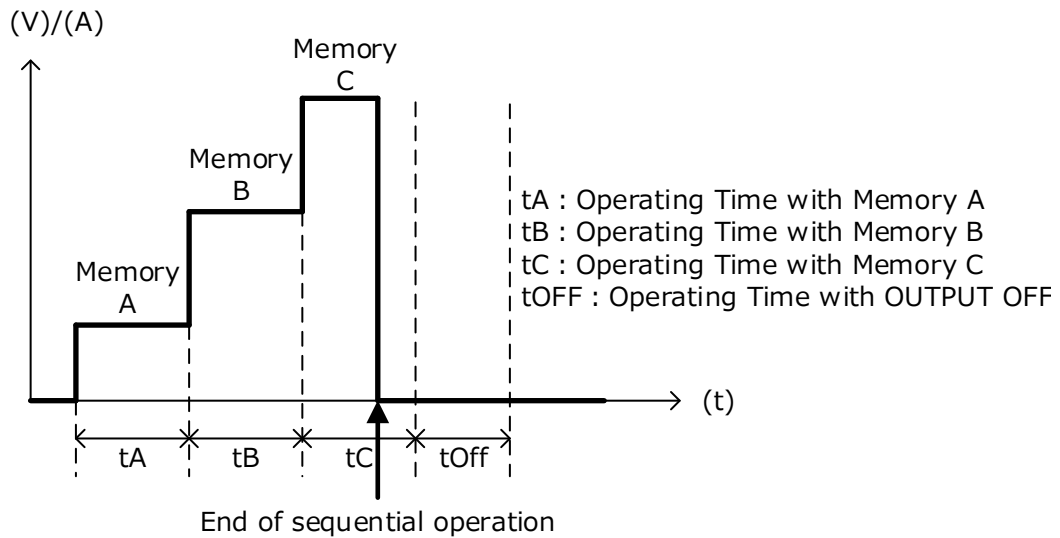 (V)/(A)
Memory
C
Memory
B
Memory
A
tA : Operating Time with Memory A
tB : Operating Time with Memory B
tC : Operating Time with Memory C
tOFF : Operating Time with OUTPUT OFF
(t)
tA
tB
tC
tOff
End of sequential operation